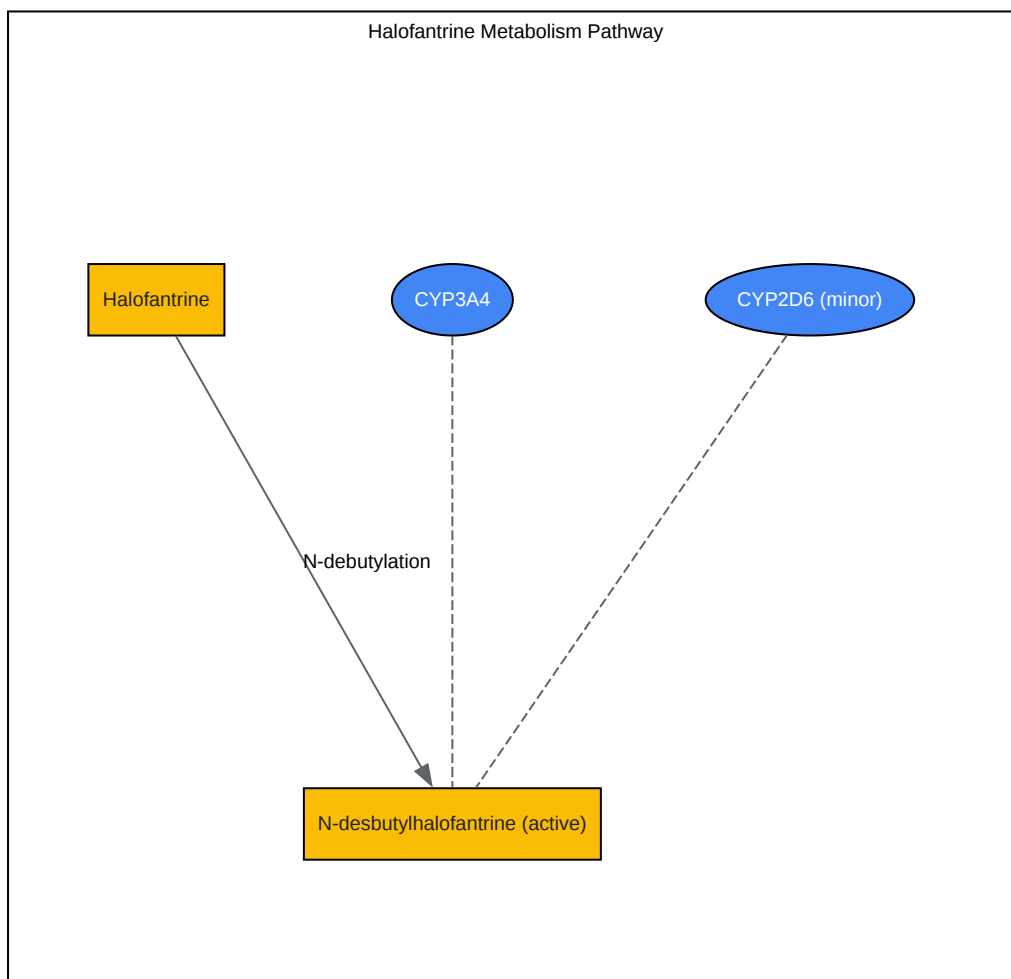 Halofantrine Metabolism Pathway
Halofantrine
CYP3A4
CYP2D6 (minor)
N-debutylation
N-desbutylhalofantrine (active)